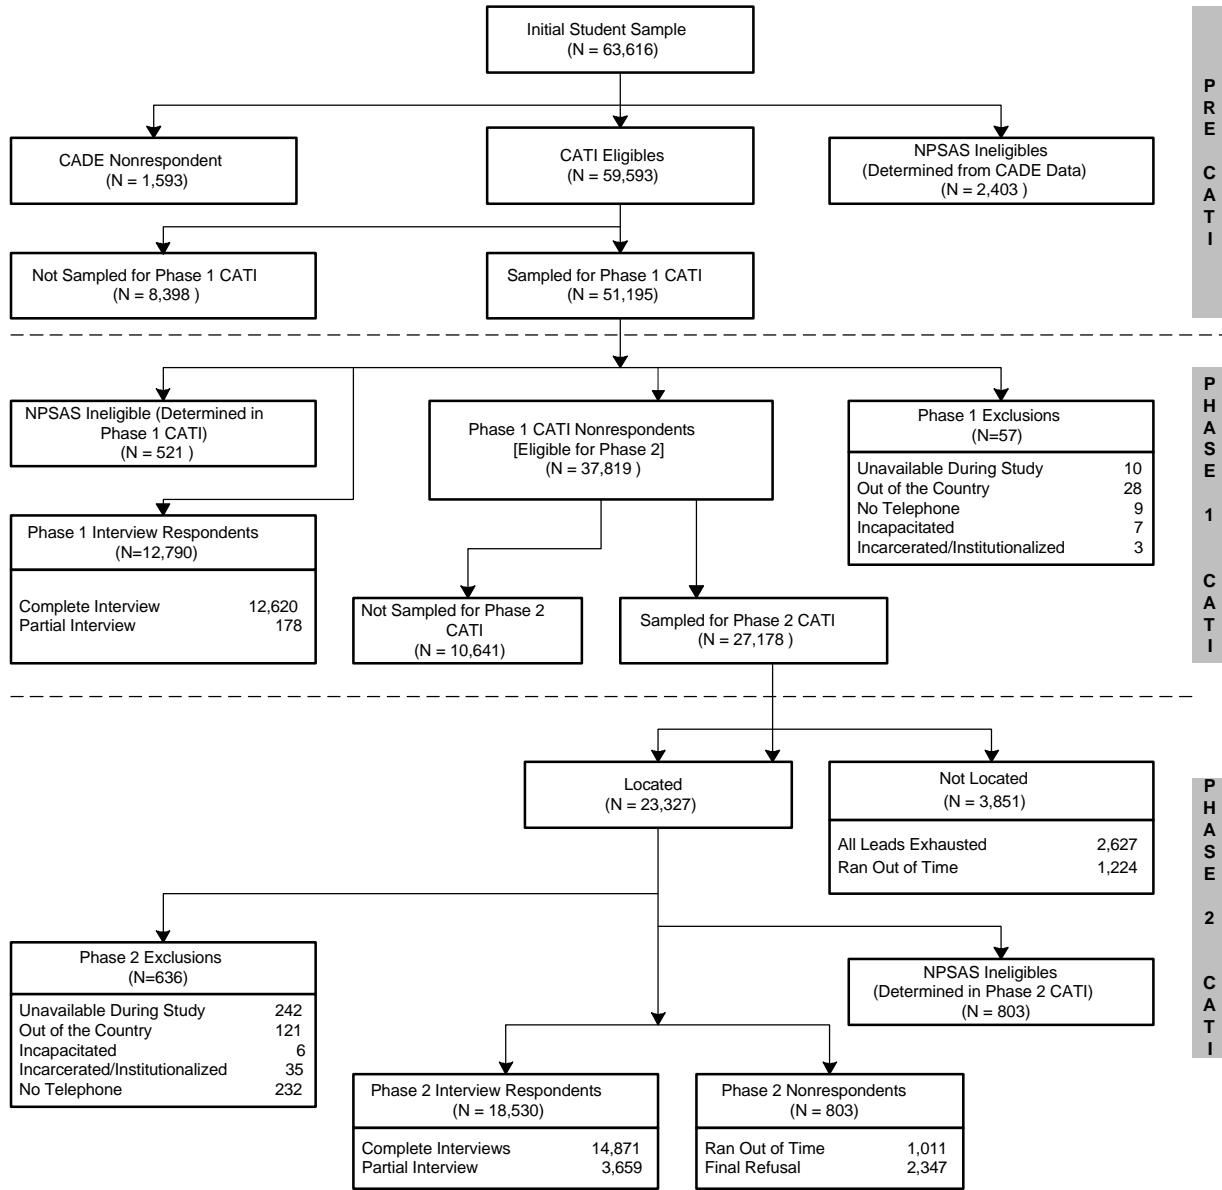 Initial Student Sample
(N = 63,616)
CADE Nonrespondent
(N = 1,593)
CATI Eligibles
(N = 59,593)
NPSAS Ineligibles
(Determined from CADE Data)
(N = 2,403 )
Not Sampled for Phase 1 CATI
(N = 8,398 )
Sampled for Phase 1 CATI
(N = 51,195)
PRE CATI
NPSAS Ineligible (Determined in
Phase 1 CATI)
(N = 521 )
Phase 1 CATI Nonrespondents
[Eligible for Phase 2]
(N = 37,819 )
Phase 1 Exclusions
(N=57)
Unavailable During Study 10
Out of the Country 28
No Telephone 9
Incapacitated 7
Incarcerated/Institutionalized 3
Phase 1 Interview Respondents
(N=12,790)
Complete Interview 12,620
Partial Interview 178
Not Sampled for Phase 2
CATI
(N = 10,641)
Sampled for Phase 2 CATI
(N = 27,178 )
PHASE 1 CATI
Located
(N = 23,327)
Not Located
(N = 3,851)
All Leads Exhausted 2,627
Ran Out of Time 1,224
Phase 2 Exclusions
(N=636)
Unavailable During Study 242
Out of the Country 121
Incapacitated 6
Incarcerated/Institutionalized 35
No Telephone 232
NPSAS Ineligibles
(Determined in Phase 2 CATI)
(N = 803)
Phase 2 Interview Respondents
(N = 18,530)
Complete Interviews 14,871
Partial Interview 3,659
Phase 2 Nonrespondents
(N = 803)
Ran Out of Time 1,011
Final Refusal 2,347
PHASE 2 CATI